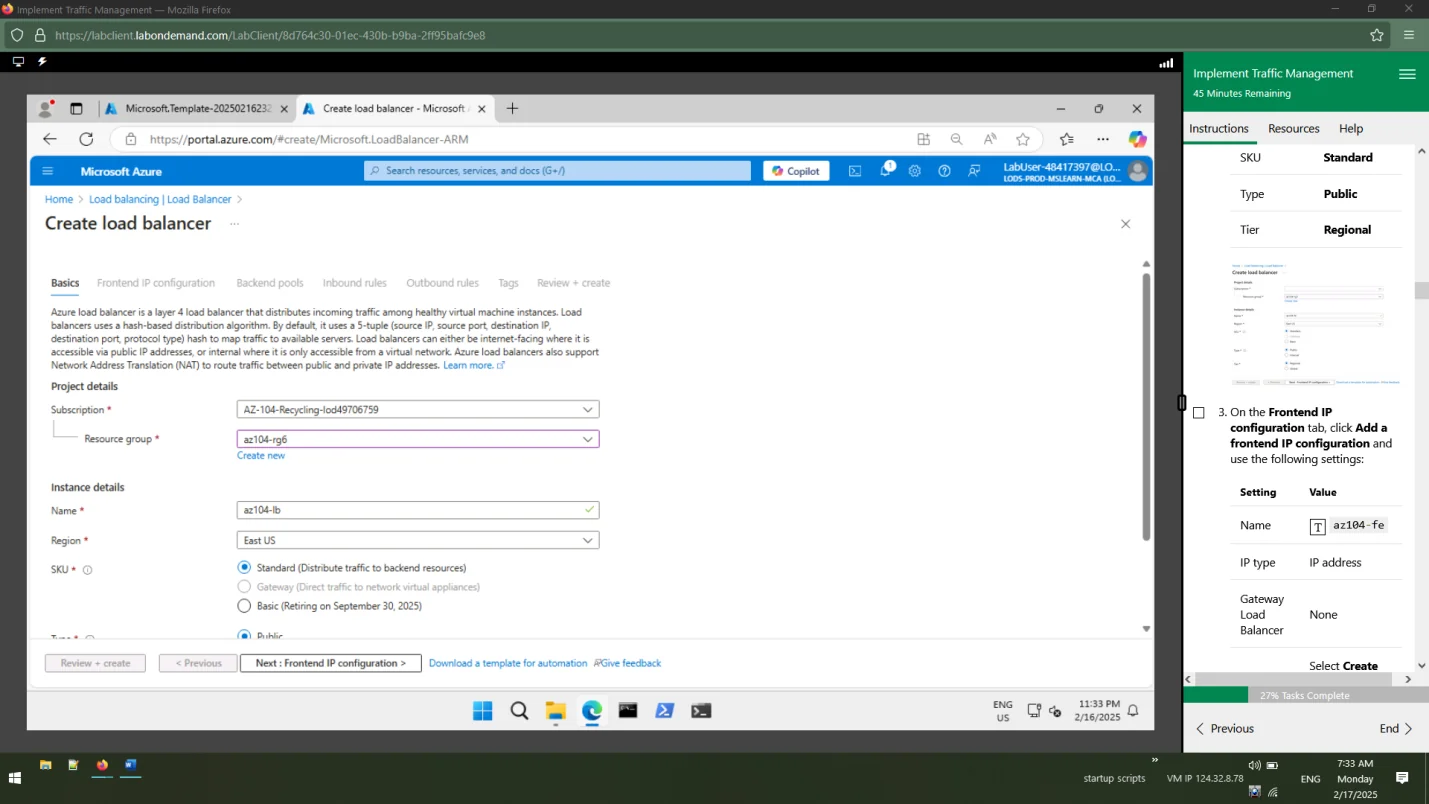 Implement Traffic Management — Mozilla Firefox
https://labclient.labondemand.com/LabClient/8d764c30-01ec-430b-b9ba-2ff95bafc9e8
Microsoft.Template-20250216232
Create load balancer - Microsoft A
https://portal.azure.com/#create/Microsoft.LoadBalancer-ARM
Microsoft Azure
Search resources, services, and docs (G+/)
Copilot
1
LabUser-48417397@LO...
LODS-PROD-MSLEARN-MCA (LO...
Home > Load balancing | Load Balancer >
Create load balancer ...
Basics
Frontend IP configuration
Backend pools
Inbound rules
Outbound rules
Tags
Review + create
Azure load balancer is a layer 4 load balancer that distributes incoming traffic among healthy virtual machine instances. Load
balancers uses a hash-based distribution algorithm. By default, it uses a 5-tuple (source IP, source port, destination IP,
destination port, protocol type) hash to map traffic to available servers. Load balancers can either be internet-facing where it is
accessible via public IP addresses, or internal where it is only accessible from a virtual network. Azure load balancers also support
Network Address Translation (NAT) to route traffic between public and private IP addresses. Learn more.
Project details
Subscription *
AZ-104-Recycling-lod49706759
Resource group *
az104-rg6
Create new
Instance details
Name *
az104-lb
Region *
East US
SKU *
Standard (Distribute traffic to backend resources)
Gateway (Direct traffic to network virtual appliances)
Basic (Retiring on September 30, 2025)
Type *
Public
Review + create
< Previous
Next : Frontend IP configuration >
Download a template for automation
Give feedback
ENG
US
11:33 PM
2/16/2025
Implement Traffic Management
45 Minutes Remaining
Instructions
Resources
Help
SKU Standard
Type Public
Tier Regional
Create load balancer
3. On the Frontend IP
configuration tab, click Add a
frontend IP configuration and
use the following settings:
Setting Value
Name T az104-fe
IP type IP address
Gateway
Load
Balancer
None
Select Create
27% Tasks Complete
< Previous
End >
startup scripts
»
VM IP 124.32.8.78
ENG
7:33 AM
Monday
2/17/2025